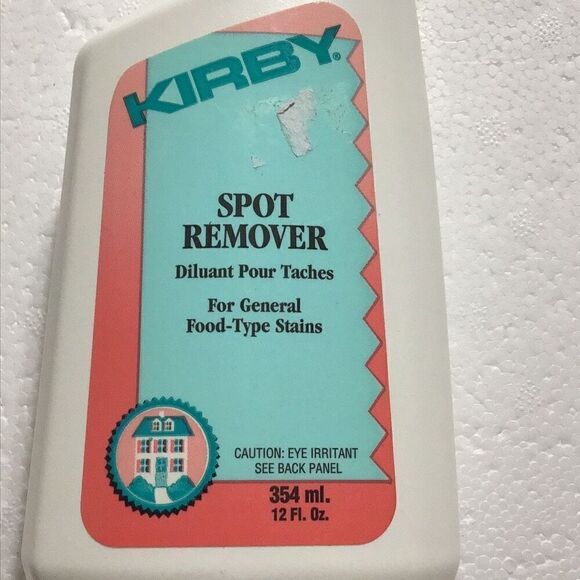 KIRBY®
SPOT
REMOVER
Diluant Pour Taches
For General
Food-Type Stains
CAUTION: EYE IRRITANT
SEE BACK PANEL
354 ml.
12 Fl. Oz.